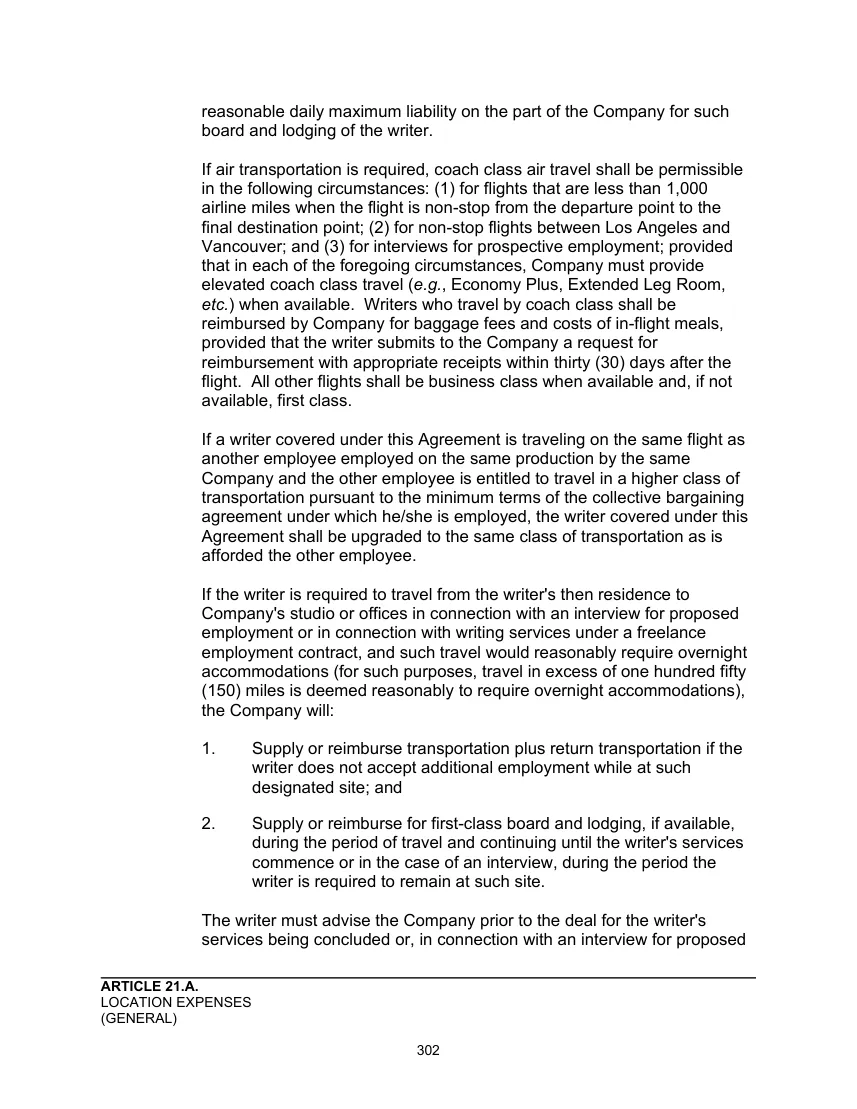 reasonable daily maximum liability on the part of the Company for such
board and lodging of the writer.
If air transportation is required, coach class air travel shall be permissible
in the following circumstances: (1) for flights that are less than 1,000
airline miles when the flight is non-stop from the departure point to the
final destination point; (2) for non-stop flights between Los Angeles and
Vancouver; and (3) for interviews for prospective employment; provided
that in each of the foregoing circumstances, Company must provide
elevated coach class travel (e.g., Economy Plus, Extended Leg Room,
etc.) when available.  Writers who travel by coach class shall be
reimbursed by Company for baggage fees and costs of in-flight meals,
provided that the writer submits to the Company a request for
reimbursement with appropriate receipts within thirty (30) days after the
flight.  All other flights shall be business class when available and, if not
available, first class.
If a writer covered under this Agreement is traveling on the same flight as
another employee employed on the same production by the same
Company and the other employee is entitled to travel in a higher class of
transportation pursuant to the minimum terms of the collective bargaining
agreement under which he/she is employed, the writer covered under this
Agreement shall be upgraded to the same class of transportation as is
afforded the other employee.
If the writer is required to travel from the writer's then residence to
Company's studio or offices in connection with an interview for proposed
employment or in connection with writing services under a freelance
employment contract, and such travel would reasonably require overnight
accommodations (for such purposes, travel in excess of one hundred fifty
(150) miles is deemed reasonably to require overnight accommodations),
the Company will:
1. Supply or reimburse transportation plus return transportation if the
writer does not accept additional employment while at such
designated site; and
2. Supply or reimburse for first-class board and lodging, if available,
during the period of travel and continuing until the writer's services
commence or in the case of an interview, during the period the
writer is required to remain at such site.
The writer must advise the Company prior to the deal for the writer's
services being concluded or, in connection with an interview for proposed
ARTICLE 21.A.
LOCATION EXPENSES
(GENERAL)
302